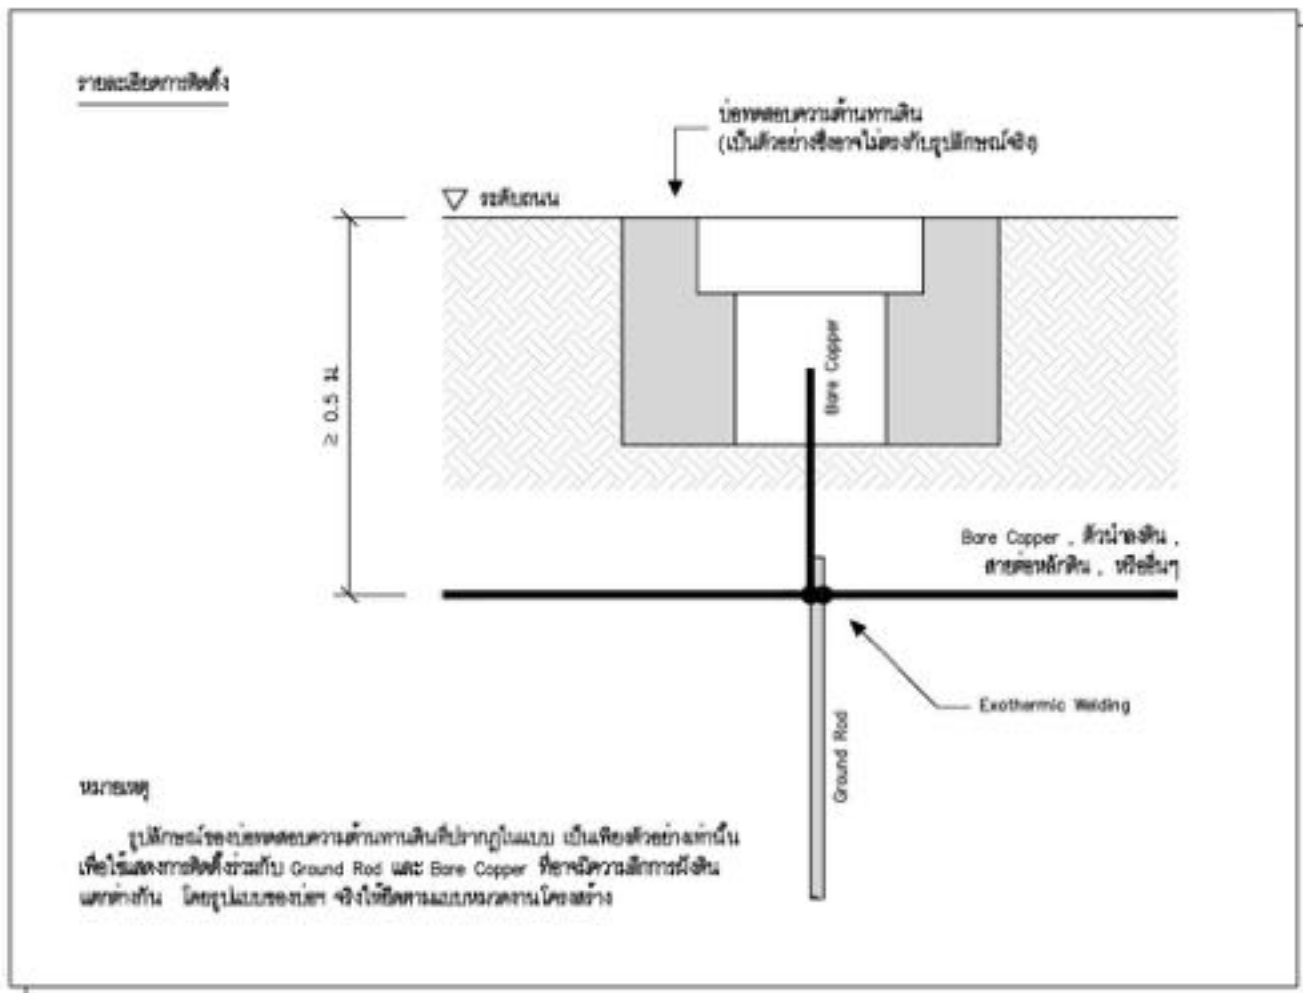 รายละเอียดการติดตั้ง
บ่อทดสอบความต้านทานดิน
(เป็นตัวอย่างซึ่งอาจไม่ตรงกับรูปลักษณ์จริง)
ระดับถนน
≥ 0.5 ม.
Bare Copper
Bare Copper , ตัวนำลงดิน ,
สายต่อหลักดิน , หรืออื่นๆ
Exothermic Welding
Ground Rod
หมายเหตุ
รูปลักษณ์ของบ่อทดสอบความต้านทานดินที่ปรากฏในแบบ เป็นเพียงตัวอย่างเท่านั้น
เพื่อใช้แสดงการติดตั้งร่วมกับ Ground Rod และ Bare Copper ที่อาจมีความลึกการฝังดิน
แตกต่างกัน โดยรูปแบบของบ่อฯ จริงให้ยึดตามแบบหมวดงานโครงสร้าง